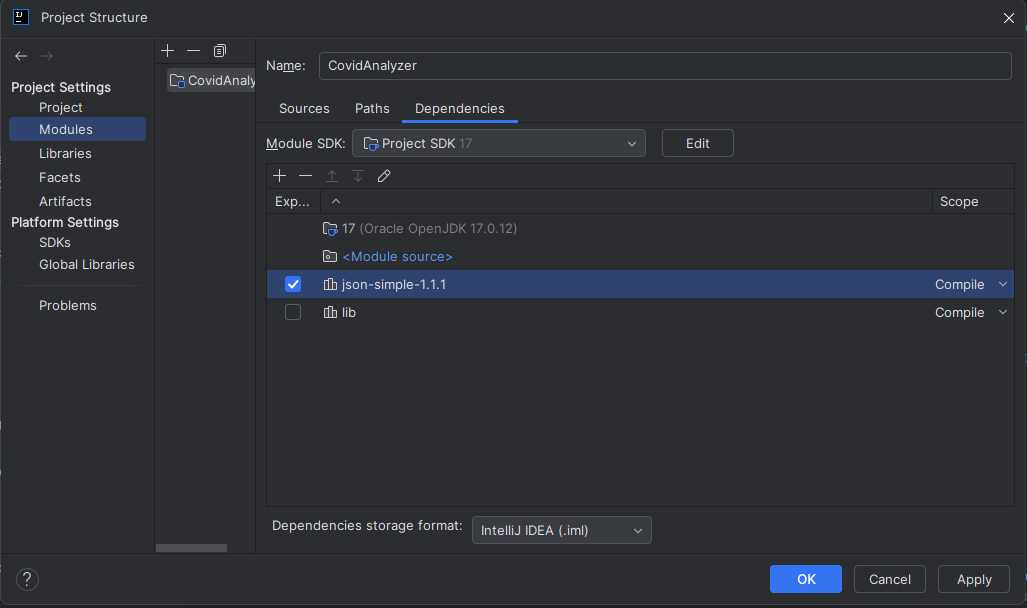 Project Structure
Project Settings
Project
Modules
Libraries
Facets
Artifacts
Platform Settings
SDKs
Global Libraries
Problems
CovidAnaly
Name: CovidAnalyzer
Sources Paths Dependencies
Module SDK: Project SDK 17 Edit
Exp... Scope
17 (Oracle OpenJDK 17.0.12)
<Module source>
json-simple-1.1.1 Compile
lib Compile
Dependencies storage format: IntelliJ IDEA (.iml)
? OK Cancel Apply